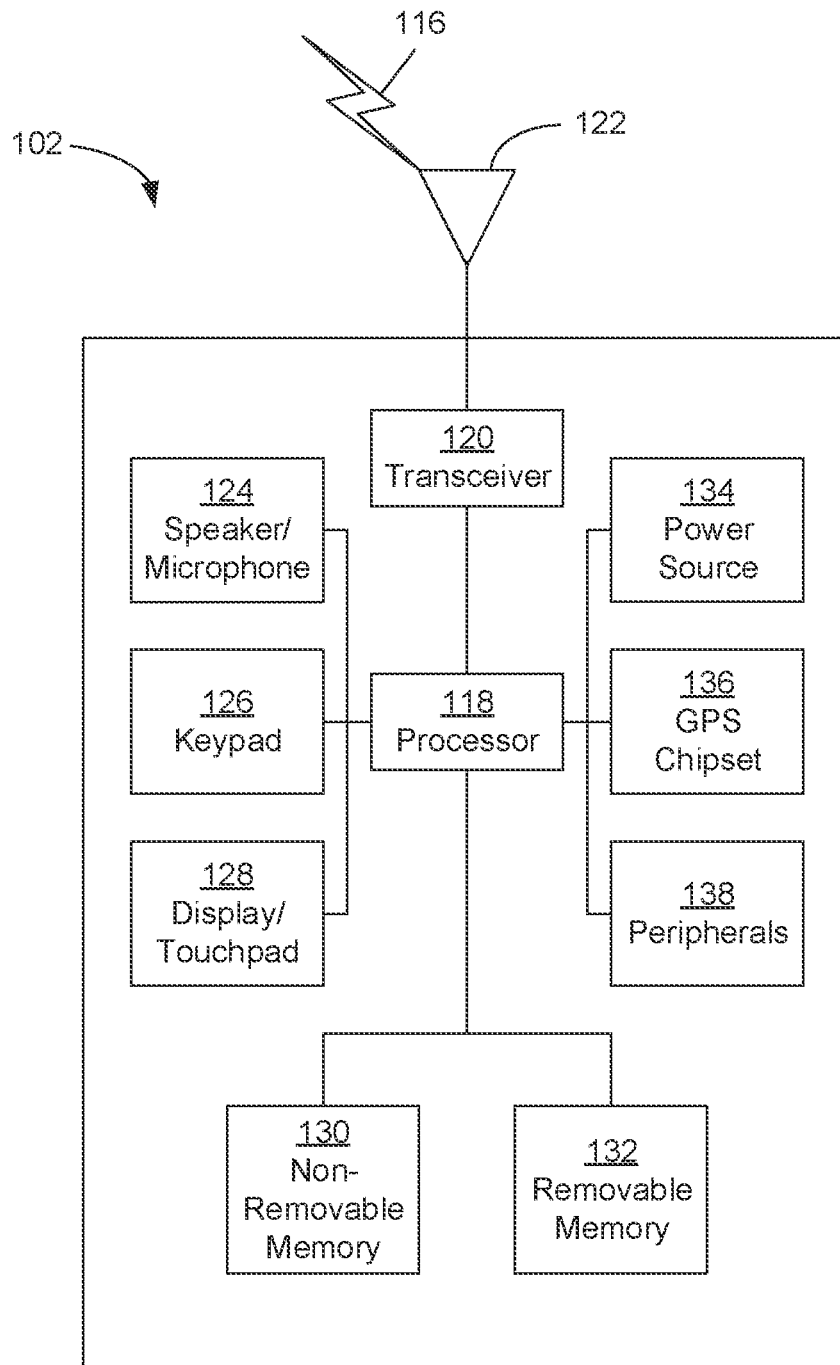 116
122
102
120
Transceiver
124
Speaker/
Microphone
134
Power
Source
126
Keypad
118
Processor
136
GPS
Chipset
128
Display/
Touchpad
138
Peripherals
130
Non-
Removable
Memory
132
Removable
Memory